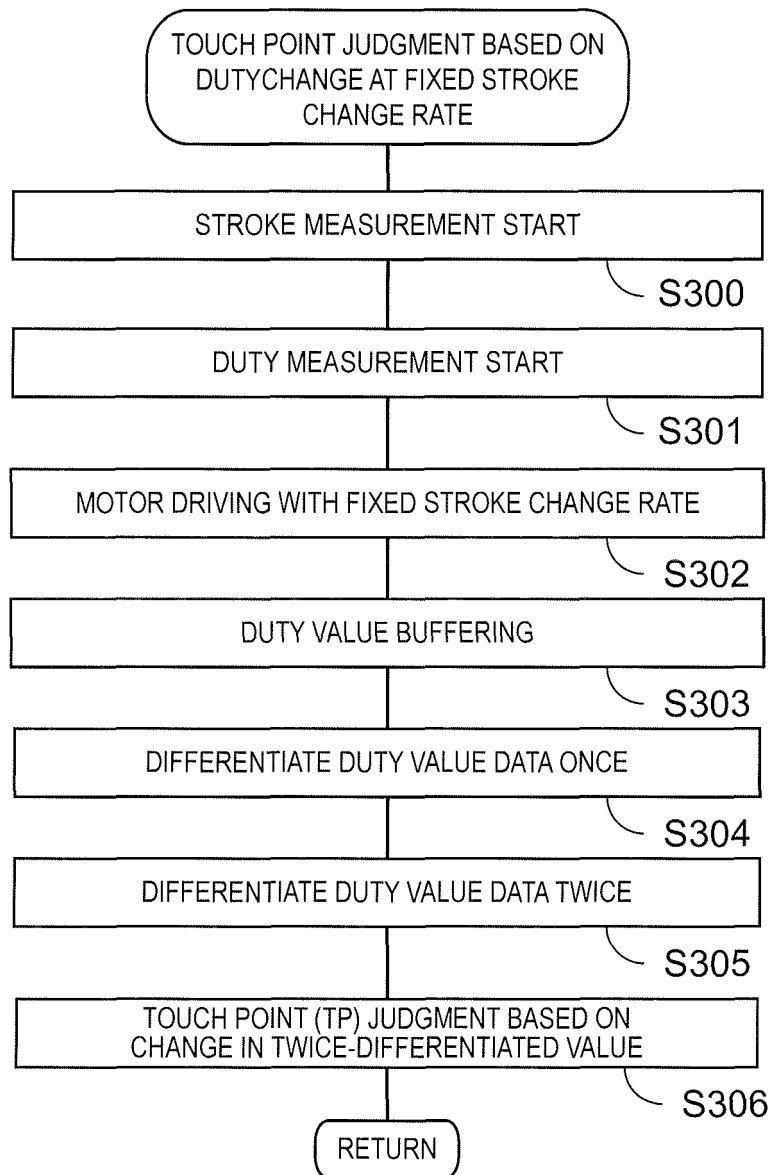 TOUCH POINT JUDGMENT BASED ON
DUTYCHANGE AT FIXED STROKE
CHANGE RATE
STROKE MEASUREMENT START
S300
DUTY MEASUREMENT START
S301
MOTOR DRIVING WITH FIXED STROKE CHANGE RATE
S302
DUTY VALUE BUFFERING
S303
DIFFERENTIATE DUTY VALUE DATA ONCE
S304
DIFFERENTIATE DUTY VALUE DATA TWICE
S305
TOUCH POINT (TP) JUDGMENT BASED ON
CHANGE IN TWICE-DIFFERENTIATED VALUE
S306
RETURN